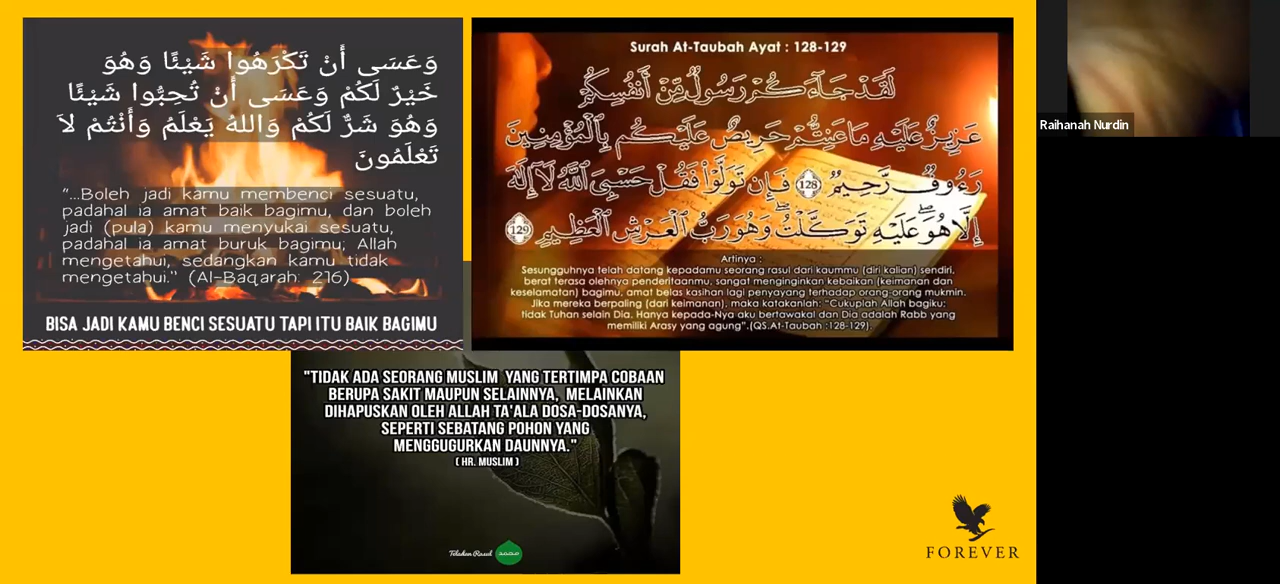 وَعَسَى أَنْ تَكْرَهُوا شَيْئًا وَهُوَ
خَيْرٌ لَكُمْ وَعَسَى أَنْ تُحِبُّوا شَيْئًا
وَهُوَ شَرٌّ لَكُمْ وَاللهُ يَعْلَمُ وَأَنْتُمْ لاَ
تَعْلَمُونَ
"...Boleh jadi kamu membenci sesuatu,
padahal ia amat baik bagimu, dan boleh
jadi (pula) kamu menyukai sesuatu,
padahal ia amat buruk bagimu; Allah
mengetahui, sedangkan kamu tidak
mengetahui." (Al-Baqarah: 216)
BISA JADI KAMU BENCI SESUATU TAPI ITU BAIK BAGIMU
Surah At-Taubah Ayat : 128-129
لَقَدْ جَآءَكُمْ رَسُولٌ مِّنْ أَنفُسِكُمْ
عَزِيزٌ عَلَيْهِ مَا عَنِتُّمْ حَرِيصٌ عَلَيْكُم بِالْمُؤْمِنِينَ
رَءُوفٌ رَّحِيمٌ 128 فَإِن تَوَلَّوْا فَقُلْ حَسْبِيَ اللَّهُ لَآ إِلَٰهَ
إِلَّا هُوَ ۖ عَلَيْهِ تَوَكَّلْتُ ۖ وَهُوَ رَبُّ الْعَرْشِ الْعَظِيمِ 129
Artinya :
Sesungguhnya telah datang kepadamu seorang rasul dari kaummu (diri kalian) sendiri,
berat terasa olehnya penderitaanmu, sangat menginginkan kebaikan (keimanan dan
keselamatan) bagimu, amat belas kasihan lagi penyayang terhadap orang-orang mukmin.
Jika mereka berpaling (dari keimanan), maka katakanlah: "Cukuplah Allah bagiku;
tidak Tuhan selain Dia. Hanya kepada-Nya aku bertawakal dan Dia adalah Rabb yang
memiliki Arasy yang agung".(QS.At-Taubah :128-129).
"TIDAK ADA SEORANG MUSLIM YANG TERTIMPA COBAAN
BERUPA SAKIT MAUPUN SELAINNYA, MELAINKAN
DIHAPUSKAN OLEH ALLAH TA'ALA DOSA-DOSANYA,
SEPERTI SEBATANG POHON YANG
MENGGUGURKAN DAUNNYA."
( HR. MUSLIM )
Teladan Rasul
FOREVER
Raihanah Nurdin